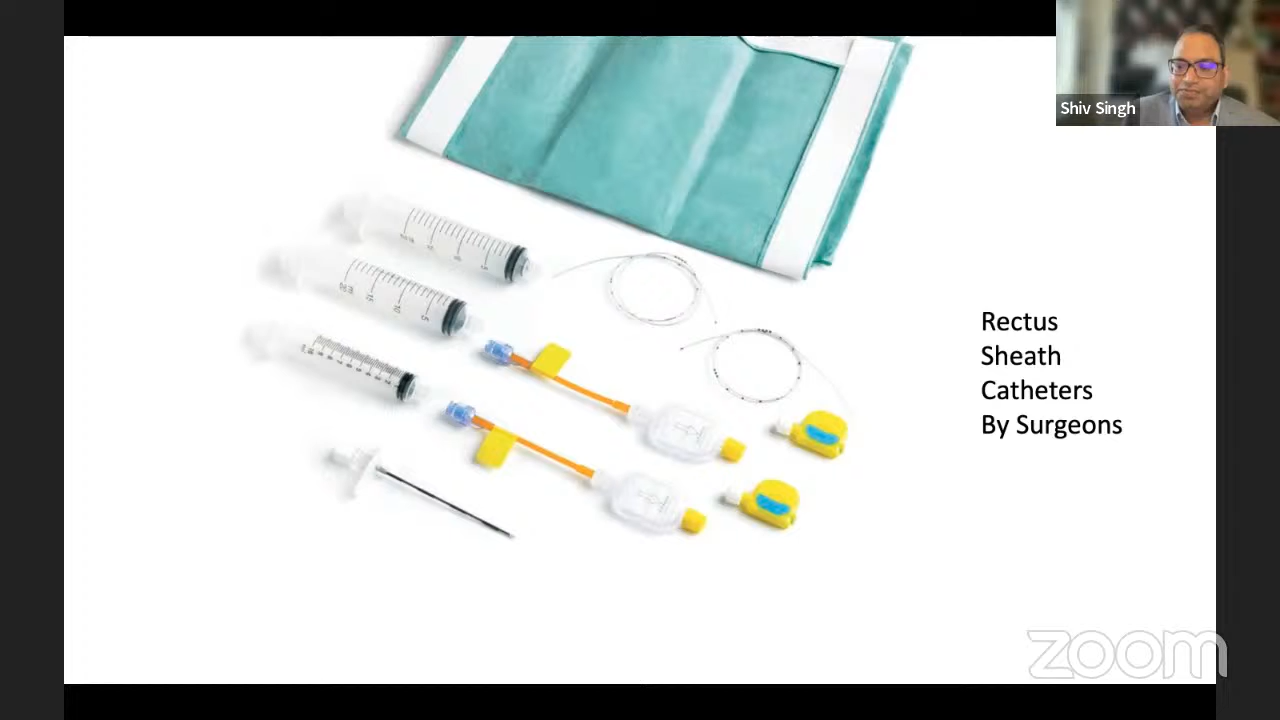 Shiv Singh
Rectus
Sheath
Catheters
By Surgeons
zoom